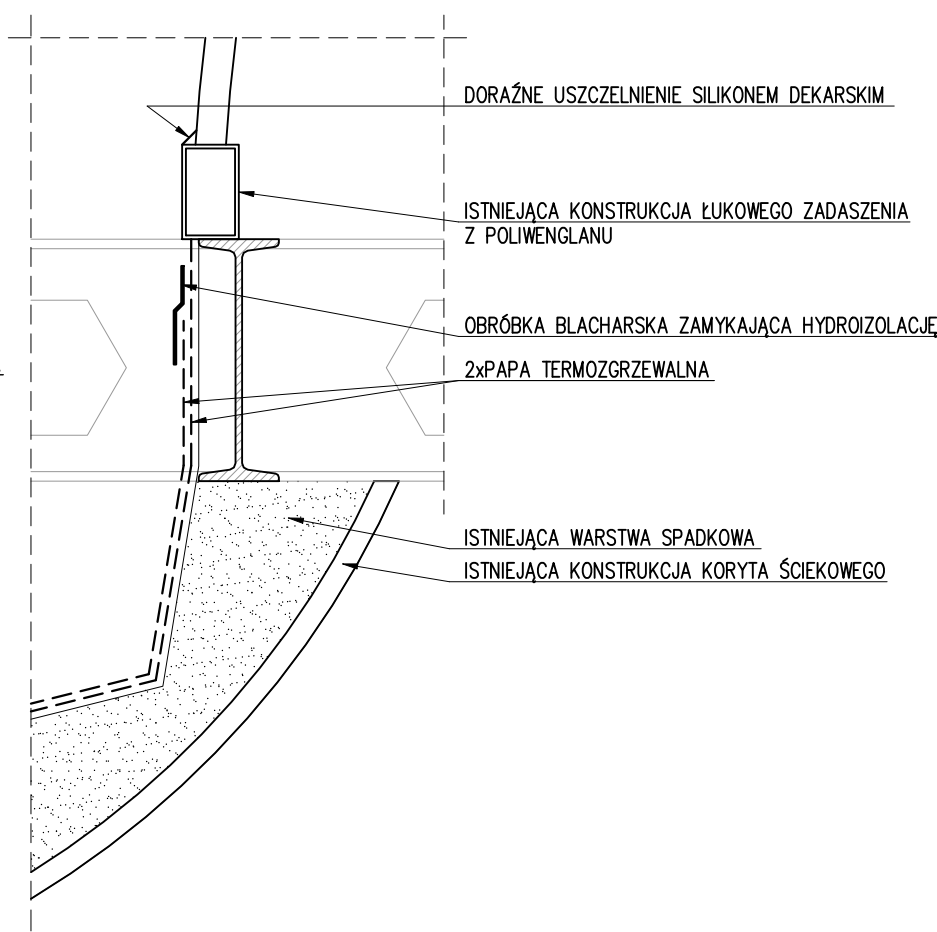 DORAŹNE USZCZELNIENIE SILIKONEM DEKARSKIM
ISTNIEJĄCA KONSTRUKCJA ŁUKOWEGO ZADASZENIA
Z POLIWENGLANU
OBRÓBKA BLACHARSKA ZAMYKAJĄCA HYDROIZOLACJĘ
2xPAPA TERMOZGRZEWALNA
ISTNIEJĄCA WARSTWA SPADKOWA
ISTNIEJĄCA KONSTRUKCJA KORYTA ŚCIEKOWEGO